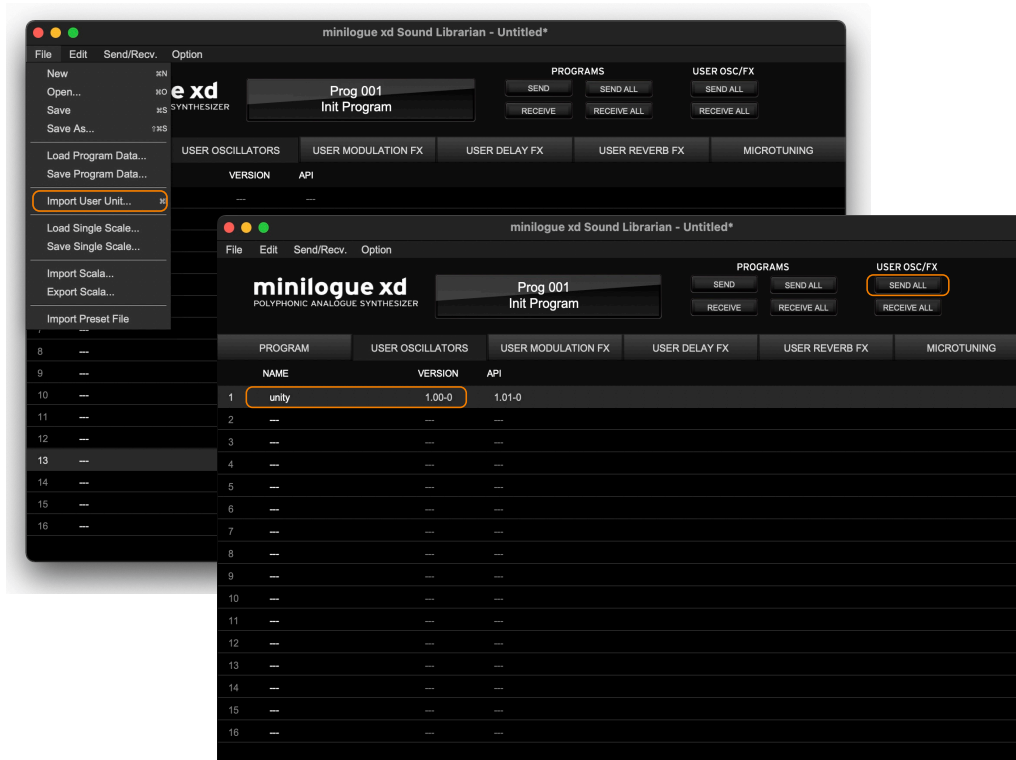 minilogue xd Sound Librarian - Untitled*
File Edit Send/Recv. Option
New ⌘N
Open... ⌘O
Save ⌘S
Save As... ⇧⌘S
Load Program Data...
Save Program Data...
Import User Unit... ⌘
Load Single Scale...
Save Single Scale...
Import Scala...
Export Scala...
Import Preset File
e xd
SYNTHESIZER
Prog 001
Init Program
PROGRAMS USER OSC/FX
SEND SEND ALL SEND ALL
RECEIVE RECEIVE ALL RECEIVE ALL
USER OSCILLATORS USER MODULATION FX USER DELAY FX USER REVERB FX MICROTUNING
VERSION API
--- ---
8 ---
9 ---
10 ---
11 ---
12 ---
13 ---
14 ---
15 ---
16 ---
minilogue xd Sound Librarian - Untitled*
File Edit Send/Recv. Option
minilogue xd
POLYPHONIC ANALOGUE SYNTHESIZER
Prog 001
Init Program
PROGRAMS USER OSC/FX
SEND SEND ALL SEND ALL
RECEIVE RECEIVE ALL RECEIVE ALL
PROGRAM USER OSCILLATORS USER MODULATION FX USER DELAY FX USER REVERB FX MICROTUNING
NAME VERSION API
1 unity 1.00-0 1.01-0
2 --- --- ---
3 --- --- ---
4 --- --- ---
5 --- --- ---
6 --- --- ---
7 --- --- ---
8 --- --- ---
9 --- --- ---
10 --- --- ---
11 --- --- ---
12 --- --- ---
13 --- --- ---
14 --- --- ---
15 --- --- ---
16 --- --- ---